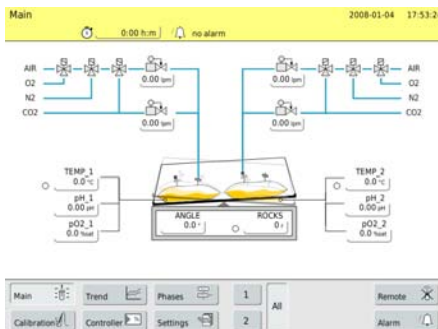 Main 2008-01-04 17:53:2
0:00 h:m no alarm
AIR AIR
O2 0.00 lpm 0.00 lpm O2
N2 N2
CO2 CO2
0.00 lpm 0.00 lpm
TEMP_1 TEMP_2
0.0 °C 0.0 °C
pH_1 pH_2
0.00 pH 0.00 pH
ANGLE ROCKS
pO2_1 0.0 ° 0 r pO2_2
0.0 %sat 0.0 %sat
Main Trend Phases 1 All Remote
Calibration Controller Settings 2 Alarm